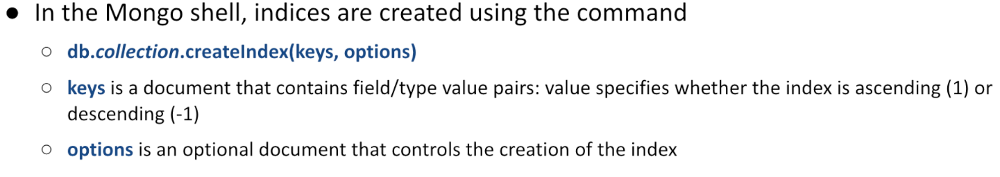 ● In the Mongo shell, indices are created using the command
○ db.collection.createIndex(keys, options)
○ keys is a document that contains field/type value pairs: value specifies whether the index is ascending (1) or
descending (-1)
○ options is an optional document that controls the creation of the index